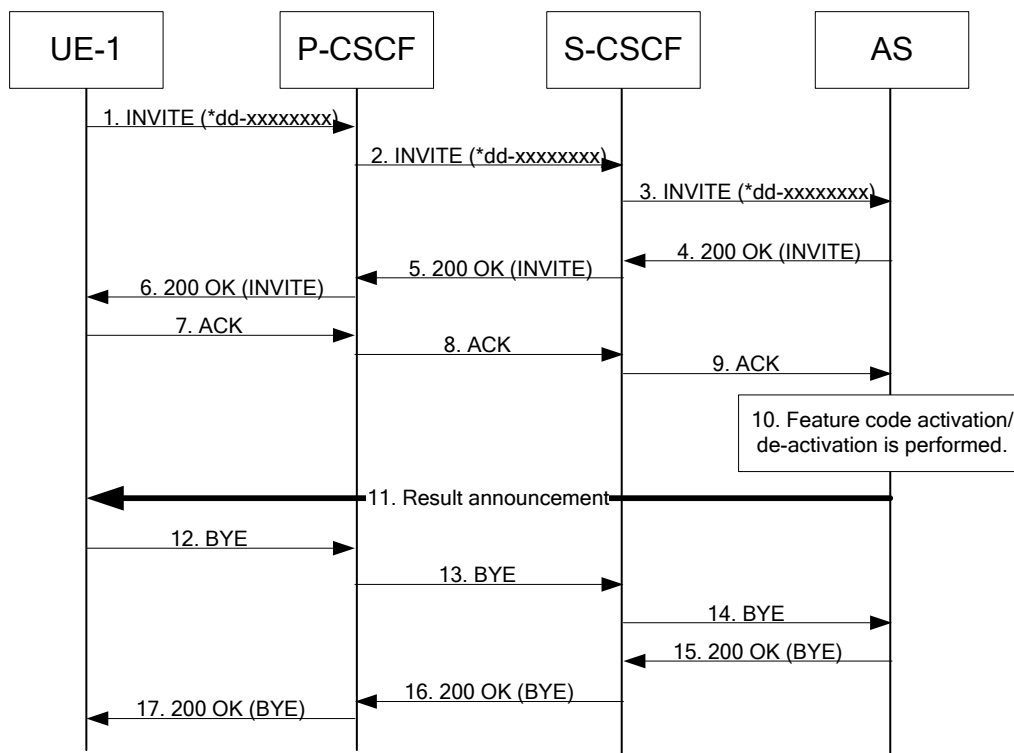 UE-1
P-CSCF
S-CSCF
AS
1. INVITE (*dd-xxxxxxxx)
2. INVITE (*dd-xxxxxxxx)
3. INVITE (*dd-xxxxxxxx)
4. 200 OK (INVITE)
5. 200 OK (INVITE)
6. 200 OK (INVITE)
7. ACK
8. ACK
9. ACK
10. Feature code activation/
de-activation is performed.
11. Result announcement
12. BYE
13. BYE
14. BYE
15. 200 OK (BYE)
16. 200 OK (BYE)
17. 200 OK (BYE)